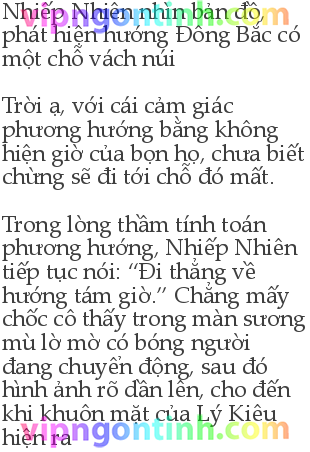 Nhiếp Nhiên nhìn bản đồ,
vipngontinh.com
phát hiện hướng Đông Bắc có
một chỗ vách núi
Trời ạ, với cái cảm giác
phương hướng bằng không
hiện giờ của bọn họ, chưa biết
chừng sẽ đi tới chỗ đó mất.
Trong lòng thầm tính toán
phương hướng, Nhiếp Nhiên
tiếp tục nói: “Đi thẳng về
hướng tám giờ.” Chẳng mấy
chốc cô thấy trong màn sương
mù lờ mờ có bóng người
đang chuyển động, sau đó
hình ảnh rõ dần lên, cho đến
khi khuôn mặt của Lý Kiêu
vipngontinh.com
hiện ra